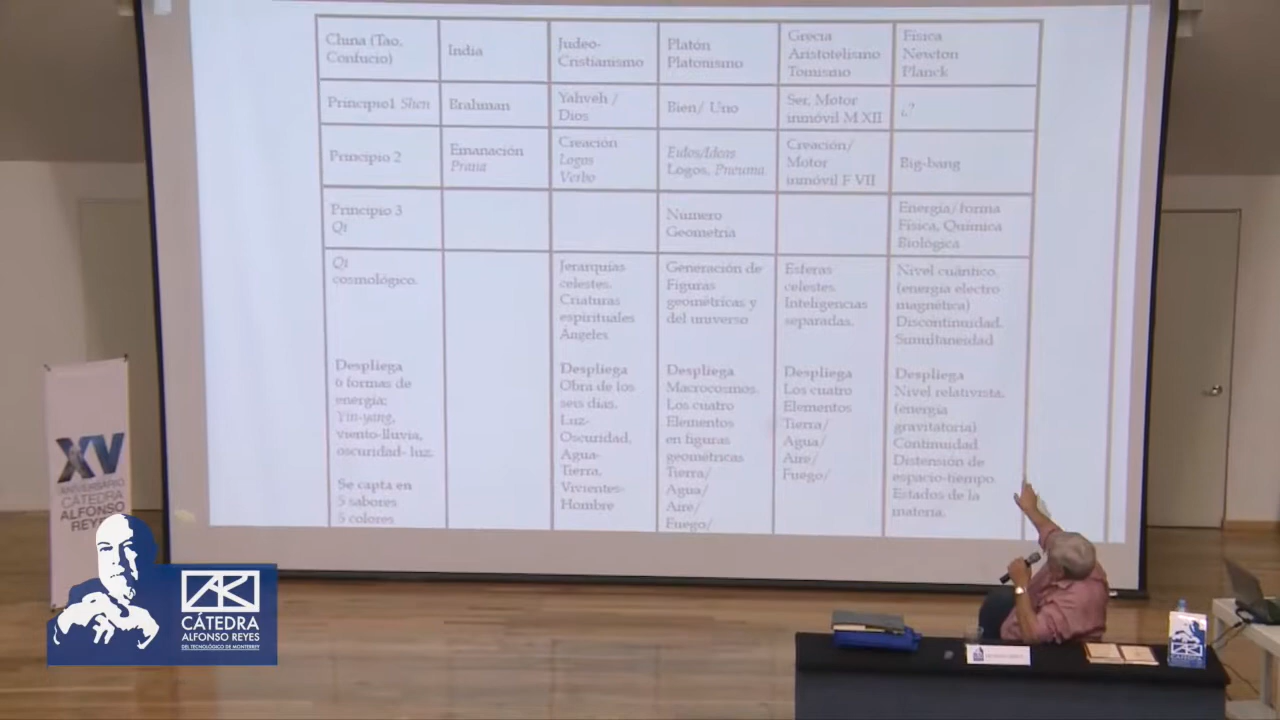 China (Tao,
Confucio)
India
Judeo-
Cristianismo
Platón
Platonismo
Grecia
Aristotelismo
Tomismo
Física
Newton
Planck
Principio1 Shen
Brahman
Yahveh /
Dios
Bien/ Uno
Ser, Motor
inmóvil M XII
¿?
Principio 2
Emanación
Prana
Creación
Logos
Verbo
Eidos/Ideas
Logos, Pneuma
Creación/
Motor
inmóvil F VII
Big-bang
Principio 3
Qi
Numero
Geometría
Energía/ forma
Física, Química
Biológica
Qi
cosmológico.
Jerarquías
celestes.
Criaturas
espirituales
Ángeles
Generación de
Figuras
geométricas y
del universo
Esferas
celestes.
Inteligencias
separadas.
Nivel cuántico.
(energía electro
magnética)
Discontinuidad.
Simultaneidad
Despliega
6 formas de
energía:
Yin-yang,
viento-lluvia,
oscuridad- luz.
Se capta en
5 sabores
5 colores
Despliega
Obra de los
seis días.
Luz-
Oscuridad,
Agua-
Tierra,
Vivientes-
Hombre
Despliega
Macrocosmos.
Los cuatro
Elementos
en figuras
geométricas
Tierra/
Agua/
Aire/
Fuego/
Despliega
Los cuatro
Elementos
Tierra/
Agua/
Aire/
Fuego/
Despliega
Nivel relativista.
(energía
gravitatoria)
Continuidad
Distensión de
espacio-tiempo.
Estados de la
materia.
XV
ANIVERSARIO
CÁTEDRA
ALFONSO
REYES
CÁTEDRA
ALFONSO REYES
DEL TECNOLÓGICO DE MONTERREY
CÁTEDRA